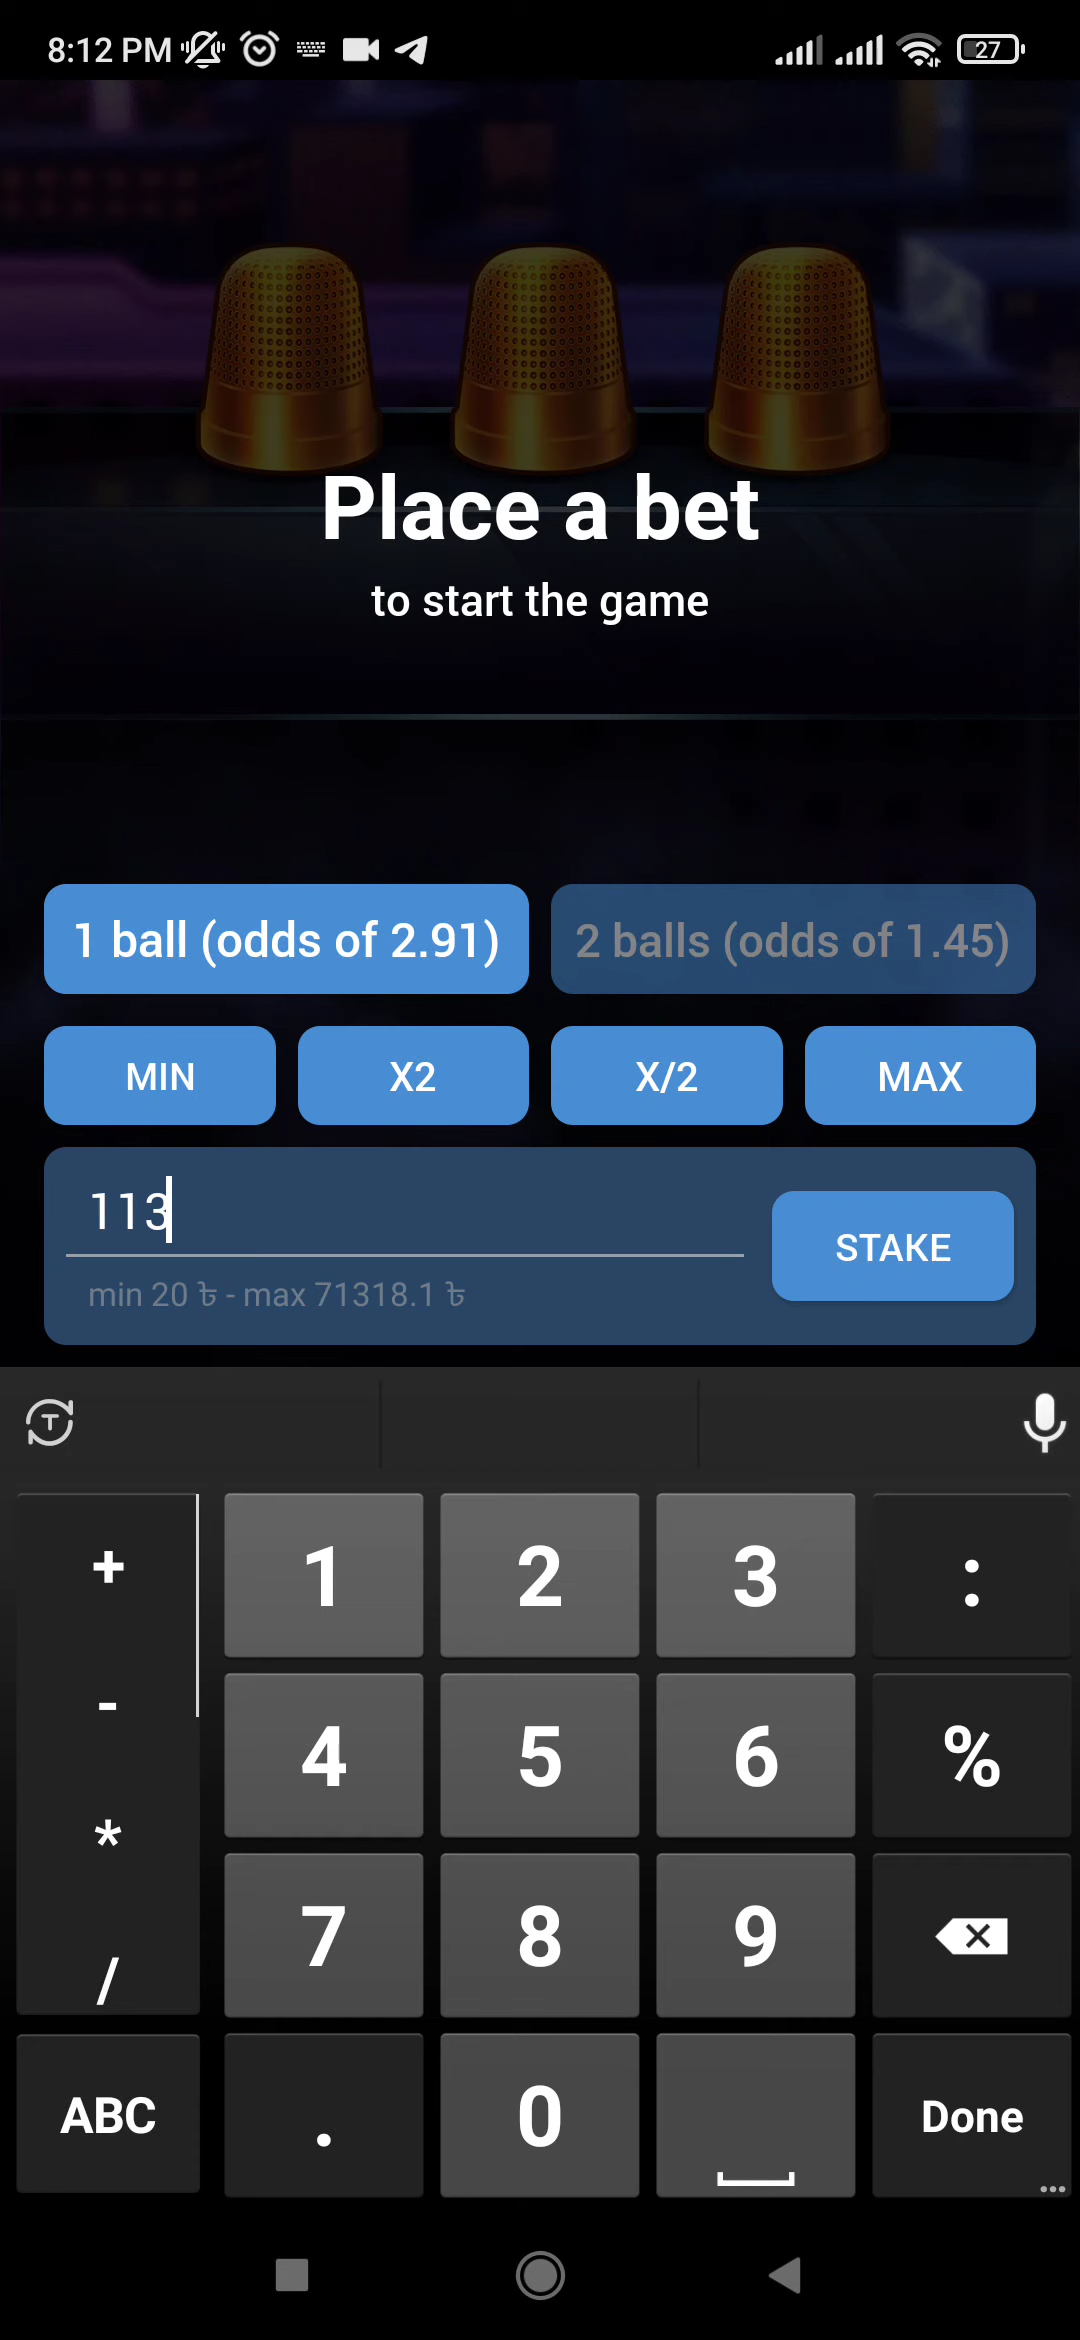 8:12 PM 27
Place a bet
to start the game
1 ball (odds of 2.91) 2 balls (odds of 1.45)
MIN X2 X/2 MAX
113
STAKE
min 20 ৳ - max 71318.1 ৳
T
+ 1 2 3 :
- 4 5 6 %
*
7 8 9
/
ABC . 0 Done
...